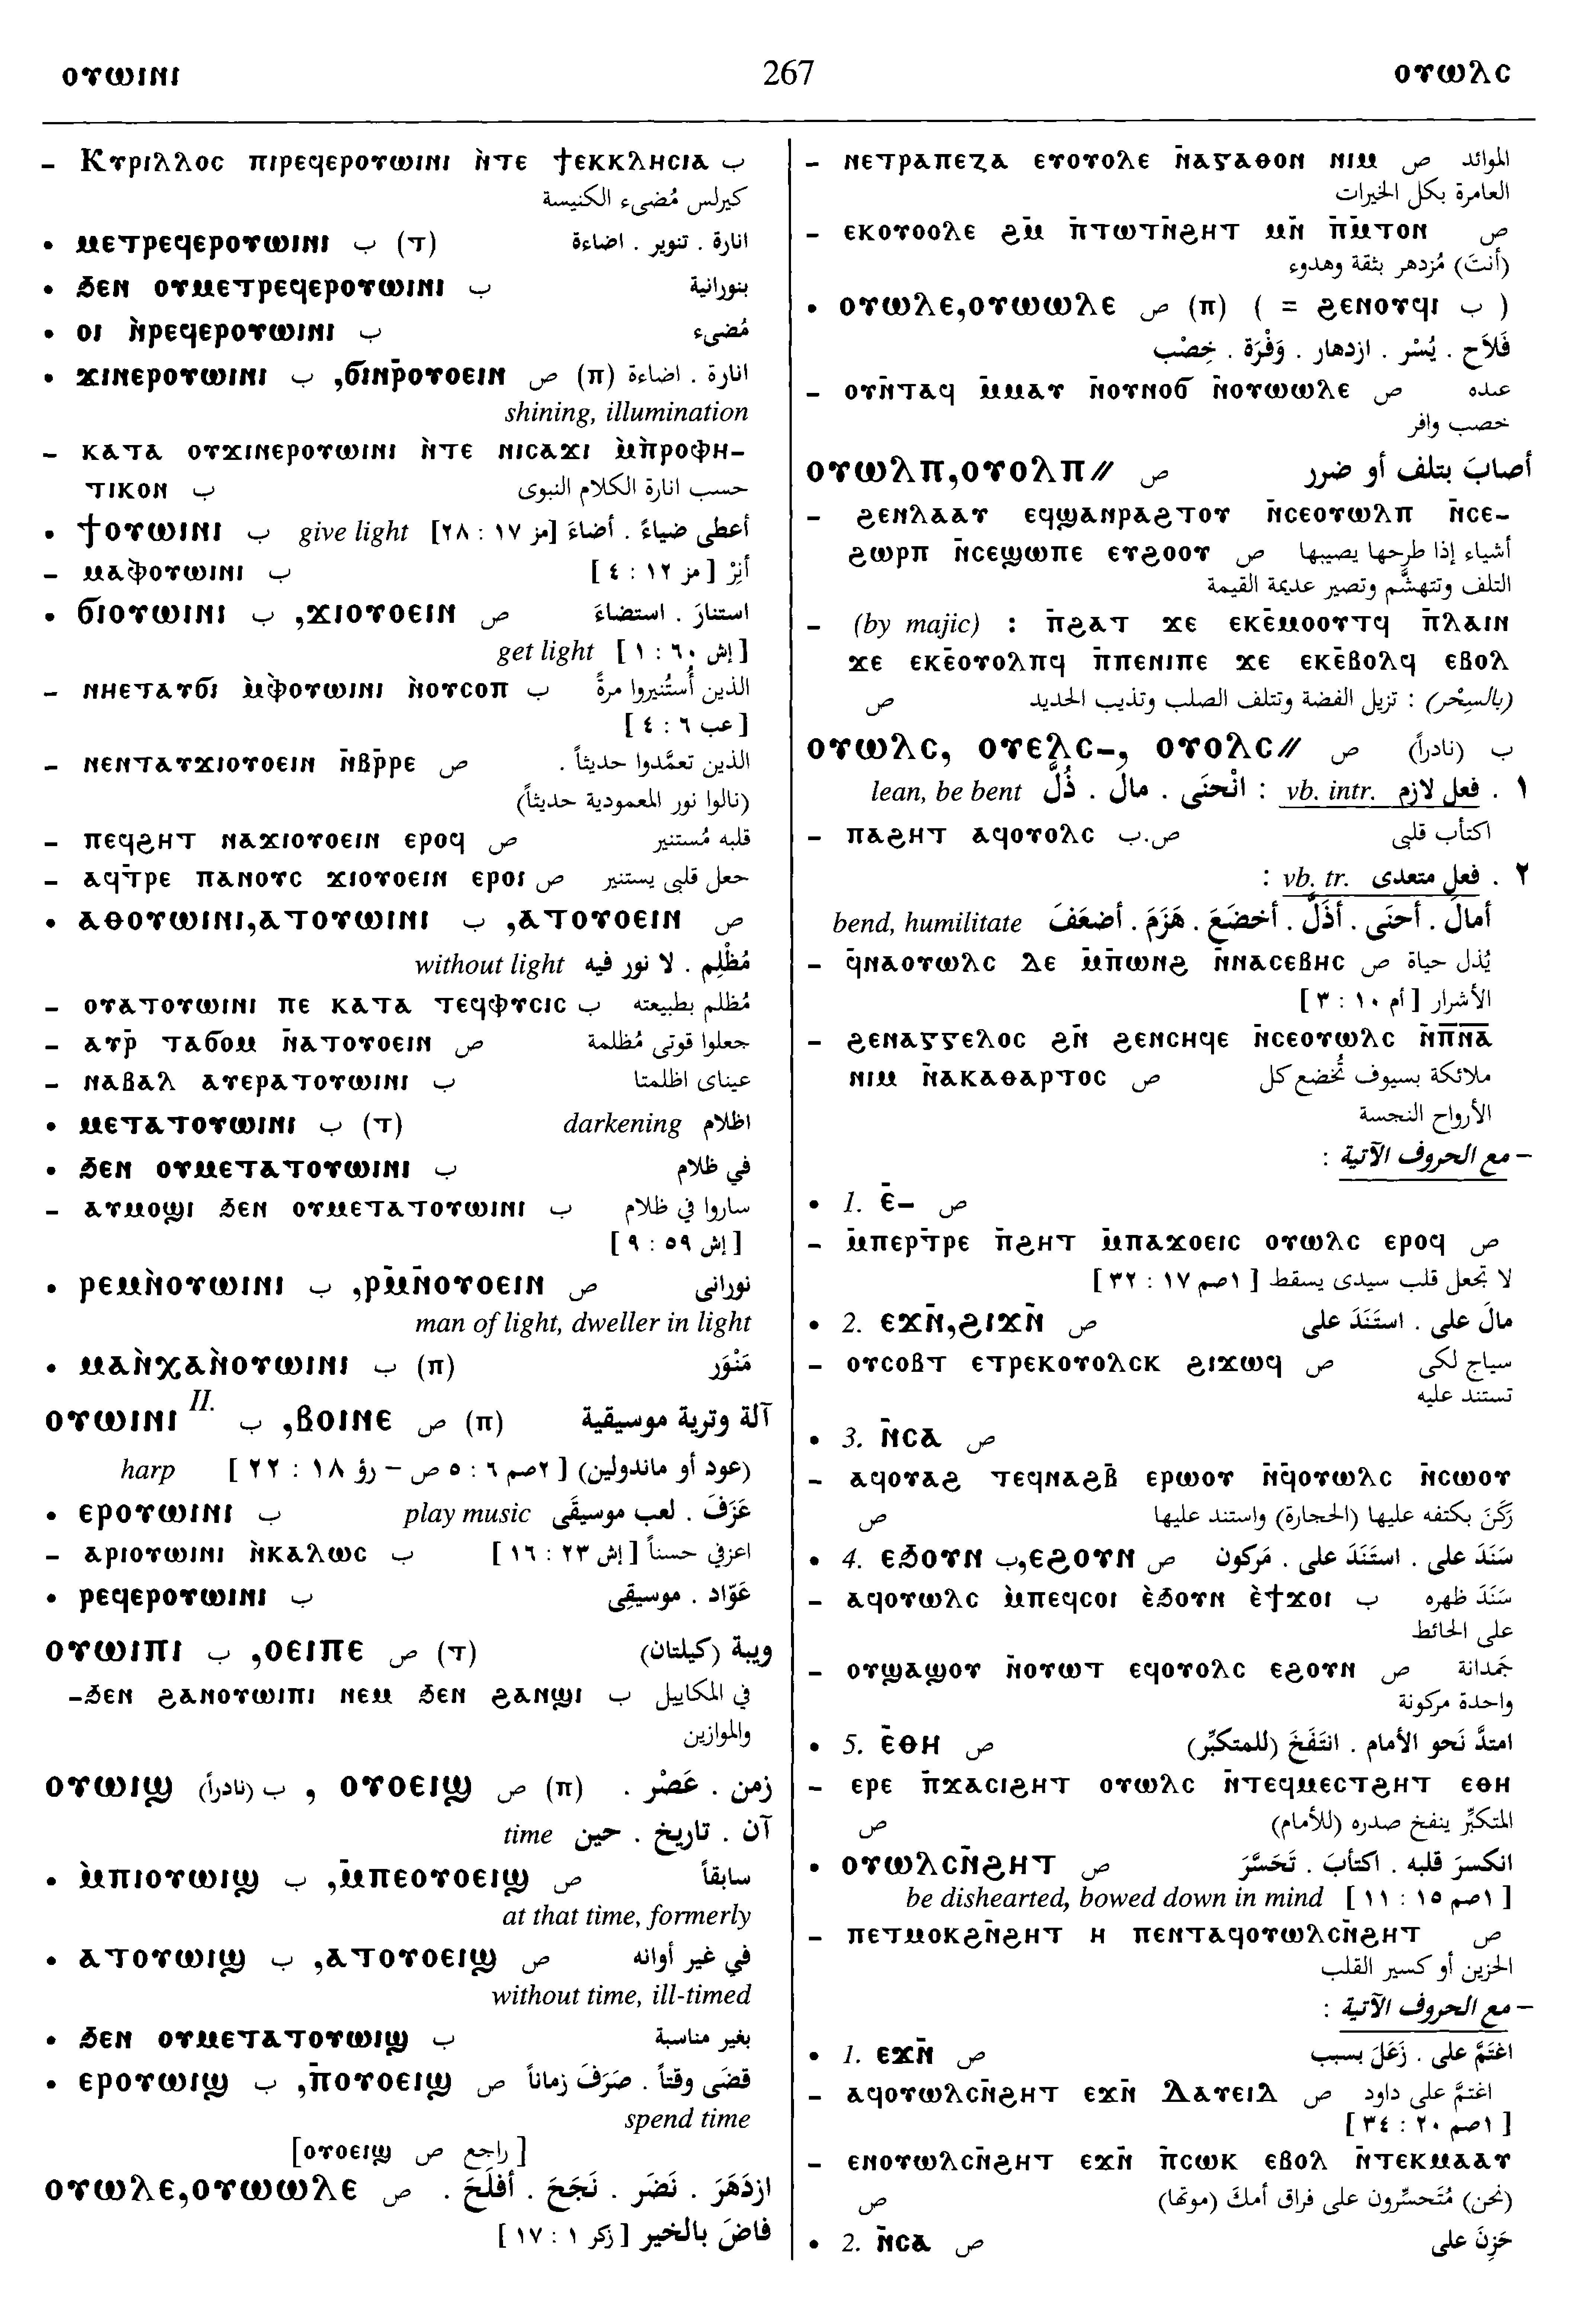 ⲟⲩⲱⲓⲛⲓ 267 ⲟⲩⲱⲗⲥ
– Ⲕⲩⲣⲓⲗⲗⲟⲥ ⲡⲓⲣⲉϥⲉⲣⲟⲩⲱⲓⲛⲓ ⲛ̀ⲧⲉ ϯⲉⲕⲕⲗⲏⲥⲓⲁ ب
كيرلس مُضىء الكنيسة
• ⲙⲉⲧⲣⲉϥⲉⲣⲟⲩⲱⲓⲛⲓ ب (ⲧ) انارة . تنوير . اضاءة
• ϧⲉⲛ ⲟⲩⲙⲉⲧⲣⲉϥⲉⲣⲟⲩⲱⲓⲛⲓ ب بنورانية
• ⲟⲓ ⲛ̀ⲣⲉϥⲉⲣⲟⲩⲱⲓⲛⲓ ب مُضىء
• ϫⲓⲛⲉⲣⲟⲩⲱⲓⲛⲓ ب ,ϭⲓⲛⲣ̄ⲟⲩⲟⲉⲓⲛ ص (ⲡ) انارة . اضاءة
shining, illumination
– ⲕⲁⲧⲁ ⲟⲩϫⲓⲛⲉⲣⲟⲩⲱⲓⲛⲓ ⲛ̀ⲧⲉ ⲛⲓⲥⲁϫⲓ ⲙ̀ⲡ̀ⲣⲟⲫⲏ–
ⲧⲓⲕⲟⲛ ب حسب انارة الكلام النبوى
• ϯⲟⲩⲱⲓⲛⲓ ب give light [مز ١٧ : ٢٨] أعطى ضياءً . أضاءَ
– ⲙⲁⲫⲟⲩⲱⲓⲛⲓ ب أنِرْ [ مز ١٢ : ٤ ]
• ϭⲓⲟⲩⲱⲓⲛⲓ ب ,ϫⲓⲟⲩⲟⲉⲓⲛ ص استنارَ . استضاءَ
get light [ إش ٦٠ : ١ ]
– ⲛⲏⲉⲧⲁⲩϭⲓ ⲙ̀ⲫⲟⲩⲱⲓⲛⲓ ⲛ̀ⲟⲩⲥⲟⲡ ب الذين أُستُنيروا مرةً
[ عب ٦ : ٤ ]
– ⲛⲉⲛⲧⲁⲩϫⲓⲟⲩⲟⲉⲓⲛ ⲛ̄ⲃⲣ̄ⲣⲉ ص الذين تعمَّدوا حديثاً .
(نالوا نور المعمودية حديثاً)
– ⲡⲉϥϩⲏⲧ ⲛⲁϫⲓⲟⲩⲟⲉⲓⲛ ⲉⲣⲟϥ ص قلبه مُستنير
– ⲁϥⲧⲣⲉ ⲡⲁⲛⲟⲩⲥ ϫⲓⲟⲩⲟⲉⲓⲛ ⲉⲣⲟⲓ ص جعل قلبي يستنير
• ⲁⲑⲟⲩⲱⲓⲛⲓ,ⲁⲧⲟⲩⲱⲓⲛⲓ ب ,ⲁⲧⲟⲩⲟⲉⲓⲛ ص
without light مُظْلِم . لا نور فيه
– ⲟⲩⲁⲧⲟⲩⲱⲓⲛⲓ ⲡⲉ ⲕⲁⲧⲁ ⲧⲉϥⲫⲩⲥⲓⲥ ب مُظلم بطبيعته
– ⲁⲩⲣ̄ ⲧⲁϭⲟⲙ ⲛ̄ⲁⲧⲟⲩⲟⲉⲓⲛ ص جعلوا قوتى مُظلمة
– ⲛⲁⲃⲁⲗ ⲁⲩⲉⲣⲁⲧⲟⲩⲱⲓⲛⲓ ب عيناى اظلمتا
• ⲙⲉⲧⲁⲧⲟⲩⲱⲓⲛⲓ ب (ⲧ) darkening اظلام
• ϧⲉⲛ ⲟⲩⲙⲉⲧⲁⲧⲟⲩⲱⲓⲛⲓ ب في ظلام
– ⲁⲩⲙⲟϣⲓ ϧⲉⲛ ⲟⲩⲙⲉⲧⲁⲧⲟⲩⲱⲓⲛⲓ ب ساروا في ظلام
[ إش ٥٩ : ٩ ]
• ⲣⲉⲙⲛ̀ⲟⲩⲱⲓⲛⲓ ب ,ⲣⲙ̄ⲛ̄ⲟⲩⲟⲉⲓⲛ ص نورانى
man of light, dweller in light
• ⲙⲁⲛ̀ⲭⲁⲛ̀ⲟⲩⲱⲓⲛⲓ ب (ⲡ) مَنْوَر
ⲟⲩⲱⲓⲛⲓ II. ب ,ⲃⲟⲓⲛⲉ ص (ⲡ) آلة وترية موسيقية
harp [ ٢صم ٦ : ٥ ص – رؤ ١٨ : ٢٢ ] (عود أو ماندولين)
• ⲉⲣⲟⲩⲱⲓⲛⲓ ب play music عَزَفَ . لعب موسيقَى
– ⲁⲣⲓⲟⲩⲱⲓⲛⲓ ⲛ̀ⲕⲁⲗⲱⲥ ب اعزفي حسناً [ إش ٢٣ : ١٦ ]
• ⲣⲉϥⲉⲣⲟⲩⲱⲓⲛⲓ ب عَوّاد . موسيقِى
ⲟⲩⲱⲓⲡⲓ ب ,ⲟⲉⲓⲡⲉ ص (ⲧ) ويبة (كيلتان)
–ϧⲉⲛ ϩⲁⲛⲟⲩⲱⲓⲡⲓ ⲛⲉⲙ ϧⲉⲛ ϩⲁⲛϣⲓ ب في المكاييل
والموازين
ⲟⲩⲱⲓϣ ب (نادراً) , ⲟⲩⲟⲉⲓϣ ص (ⲡ) زمن . عَصْر .
time آن . تاريخ . حين
• ⲙ̀ⲡⲓⲟⲩⲱⲓϣ ب ,ⲙ̄ⲡⲉⲟⲩⲟⲉⲓϣ ص سابقاً
at that time, formerly
• ⲁⲧⲟⲩⲱⲓϣ ب ,ⲁⲧⲟⲩⲟⲉⲓϣ ص في غير أوانه
without time, ill-timed
• ϧⲉⲛ ⲟⲩⲙⲉⲧⲁⲧⲟⲩⲱⲓϣ ب بغير مناسبة
• ⲉⲣⲟⲩⲱⲓϣ ب ,ⲡ̄ⲟⲩⲟⲉⲓϣ ص قضَى وقتاً . صَرَفَ زماناً
spend time
[ راجع ص ⲟⲩⲟⲉⲓϣ]
ⲟⲩⲱⲗⲉ,ⲟⲩⲱⲱⲗⲉ ص ازدَهَرَ . نَضَر . نَجَحَ . أفلَحَ .
فاضَ بالخير [ زكر ١ : ١٧ ]
– ⲛⲉⲧⲣⲁⲡⲉⲍⲁ ⲉⲩⲟⲩⲟⲗⲉ ⲛ̄ⲁⲅⲁⲑⲟⲛ ⲛⲓⲙ ص الموائد
العامرة بكل الخيرات
– ⲉⲕⲟⲩⲟⲟⲗⲉ ϩⲙ̄ ⲡ̄ⲧⲱⲧⲛ̄ϩⲏⲧ ⲙⲛ̄ ⲡ̄ⲙ̄ⲧⲟⲛ ص
(أنتَ) مُزدهر بثقة وهدوء
• ⲟⲩⲱⲗⲉ,ⲟⲩⲱⲱⲗⲉ ص (ⲡ) ( = ϩⲉⲛⲟⲩϥⲓ ب )
فَلاَح . يُسْر . ازدهار . وَفْرَة . خِصْب
– ⲟⲩⲛ̄ⲧⲁϥ ⲙ̄ⲙⲁⲩ ⲛ̄ⲟⲩⲛⲟϭ ⲛ̄ⲟⲩⲱⲱⲗⲉ ص عنده
خصب وافر
ⲟⲩⲱⲗⲡ,ⲟⲩⲟⲗⲡ// ص أصابَ بتلف أو ضرر
– ϩⲉⲛⲗⲁⲁⲩ ⲉϥϣⲁⲛⲣⲁϩⲧⲟⲩ ⲛ̄ⲥⲉⲟⲩⲱⲗⲡ ⲛ̄ⲥⲉ–
ϩⲱⲣⲡ ⲛ̄ⲥⲉϣⲱⲡⲉ ⲉⲩϩⲟⲟⲩ ص أشياء إذا طرحها يصيبها
التلف وتتهشَّم وتصير عديمة القيمة
– (by majic) : ⲡ̄ϩⲁⲧ ϫⲉ ⲉⲕⲉ̄ⲙⲟⲟⲩⲧϥ ⲡ̄ⲗⲁⲓⲛ
ϫⲉ ⲉⲕⲉ̄ⲟⲩⲟⲗⲡϥ ⲡ̄ⲡⲉⲛⲓⲡⲉ ϫⲉ ⲉⲕⲉ̄ⲃⲟⲗϥ ⲉⲃⲟⲗ
(بالسِحْر) : تزيل الفضة وتتلف الصلب وتذيب الحديد ص
ⲟⲩⲱⲗⲥ, ⲟⲩⲉⲗⲥ–, ⲟⲩⲟⲗⲥ// ص (نادراً) ب
١ . فعل لازم vb. intr. : انْحنَى . مالَ . ذُلَّ lean, be bent
– ⲡⲁϩⲏⲧ ⲁϥⲟⲩⲟⲗⲥ ص.ب اكتأب قلبى
٢ . فعل متعدى vb. tr. :
bend, humilitate أمالَ . أحنَى . أذَلَّ . أخضَعَ . هَزَمَ . أضعَفَ
– ϥ̄ⲛⲁⲟⲩⲱⲗⲥ ⲇⲉ ⲙ̄ⲡ̄ⲱⲛϩ ⲛ̄ⲛⲁⲥⲉⲃⲏⲥ ص يُذل حياة
الأشرار [ أم ١٠ : ٣ ]
– ϩⲉⲛⲁⲅⲅⲉⲗⲟⲥ ϩⲛ̄ ϩⲉⲛⲥⲏϥⲉ ⲛ̄ⲥⲉⲟⲩⲱⲗⲥ ⲛ̄ⲡ̄ⲛ̄ⲁ̄
ⲛⲓⲙ ⲛ̄ⲁⲕⲁⲑⲁⲣⲧⲟⲥ ص ملائكة بسيوف تُخضع كل
الأرواح النجسة
– مع الحروف الآتية :
• 1. ⲉ̄– ص
– ⲙ̄ⲡⲉⲣⲧⲣⲉ ⲡ̄ϩⲏⲧ ⲙ̄ⲡⲁϫⲟⲉⲓⲥ ⲟⲩⲱⲗⲥ ⲉⲣⲟϥ ص
لا تجعل قلب سيدى يسقط [ ١صم ١٧ : ٣٢ ]
• 2. ⲉϫⲛ̄,ϩⲓϫⲛ̄ ص مالَ على . استَنَدَ على
– ⲟⲩⲥⲟⲃⲧ ⲉⲧⲣⲉⲕⲟⲩⲟⲗⲥⲕ ϩⲓϫⲱϥ ص سياج لكى
تستند عليه
• 3. ⲛ̄ⲥⲁ ص
– ⲁϥⲟⲩⲁϩ ⲧⲉϥⲛⲁϩⲃ̄ ⲉⲣⲱⲟⲩ ⲛ̄ϥⲟⲩⲱⲗⲥ ⲛ̄ⲥⲱⲟⲩ
رَكَنَ بكتفه عليها (الحجارة) واستند عليها ص
• 4. ⲉϧⲟⲩⲛ ب,ⲉϩⲟⲩⲛ ص سَنَدَ على . استَنَدَ على . مَركون
– ⲁϥⲟⲩⲱⲗⲥ ⲙ̀ⲡⲉϥⲥⲟⲓ ⲉ̀ϧⲟⲩⲛ ⲉ̀ϯϫⲟⲓ ب سَنَدَ ظهره
على الحائط
– ⲟⲩϣⲁϣⲟⲩ ⲛ̄ⲟⲩⲱⲧ ⲉϥⲟⲩⲟⲗⲥ ⲉϩⲟⲩⲛ ص جَمدانة
واحدة مركونة
• 5. ⲉ̄ⲑⲏ ص امتدَّ نَحو الأمام . انتَفَخَ (للمتكبِّر)
– ⲉⲣⲉ ⲡ̄ϫⲁⲥⲓϩⲏⲧ ⲟⲩⲱⲗⲥ ⲛ̄ⲧⲉϥⲙⲉⲥⲧϩⲏⲧ ⲉⲑⲏ
المتكبِّر ينفخ صدره (للأمام) ص
• ⲟⲩⲱⲗⲥⲛ̄ϩⲏⲧ ص انكسرَ قلبه . اكتأبَ . تَحَسَّرَ
be dishearted, bowed down in mind [ ١صم ١٥ : ١١ ]
– ⲡⲉⲧⲙⲟⲕϩⲛ̄ϩⲏⲧ ⲏ ⲡⲉⲛⲧⲁϥⲟⲩⲱⲗⲥⲛ̄ϩⲏⲧ ص
الحزين أو كسير القلب
– مع الحروف الآتية :
• 1. ⲉϫⲛ̄ ص اغتَمَّ على . زَعَلَ بسبب
– ⲁϥⲟⲩⲱⲗⲥⲛ̄ϩⲏⲧ ⲉϫⲛ̄ Ⲇⲁⲩⲉⲓⲇ ص اغتمَّ على داود
[ ١صم ٢٠ : ٣٤ ]
– ⲉⲛⲟⲩⲱⲗⲥⲛ̄ϩⲏⲧ ⲉϫⲛ̄ ⲡ̄ⲥⲱⲕ ⲉⲃⲟⲗ ⲛ̄ⲧⲉⲕⲙⲁⲁⲩ
(نحن) مُتَحسِّرون على فراق أمكَ (موتها) ص
• 2. ⲛ̄ⲥⲁ ص حَزِنَ على